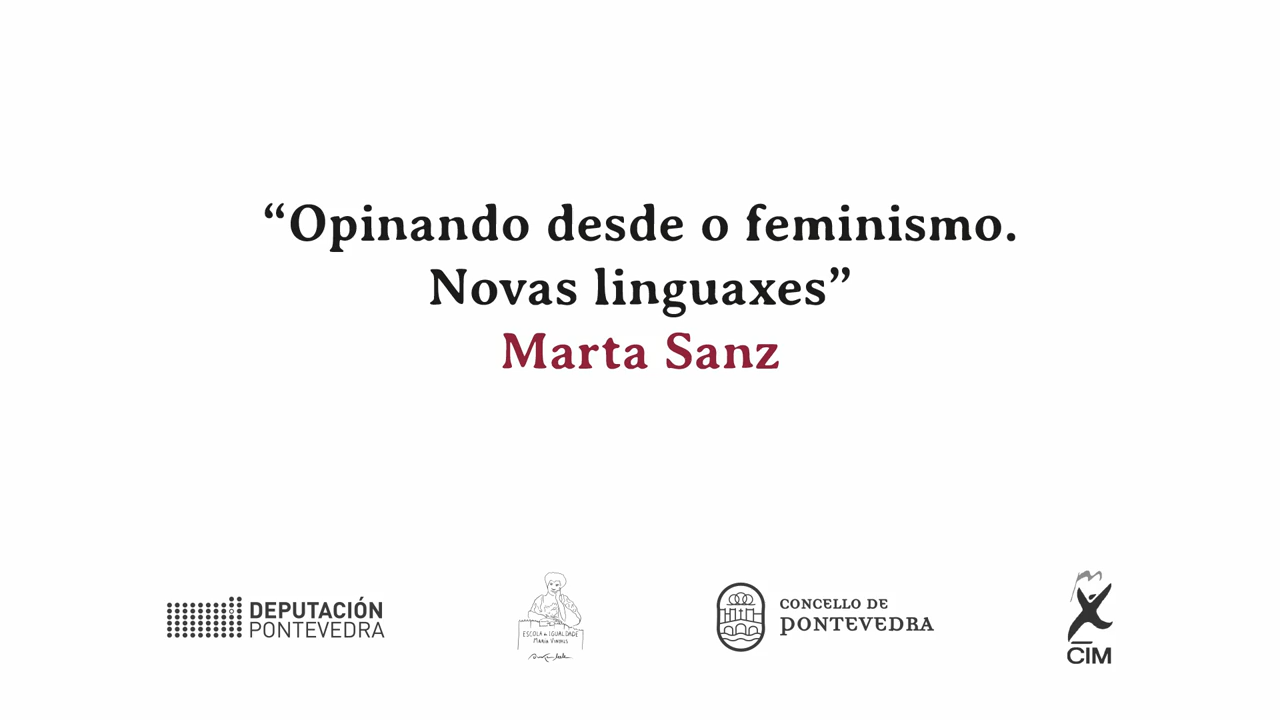 “Opinando desde o feminismo.
Novas linguaxes”
Marta Sanz
DEPUTACIÓN
PONTEVEDRA
ESCOLA de IGUALDADE
María Vinyals
CONCELLO DE
PONTEVEDRA
CIM